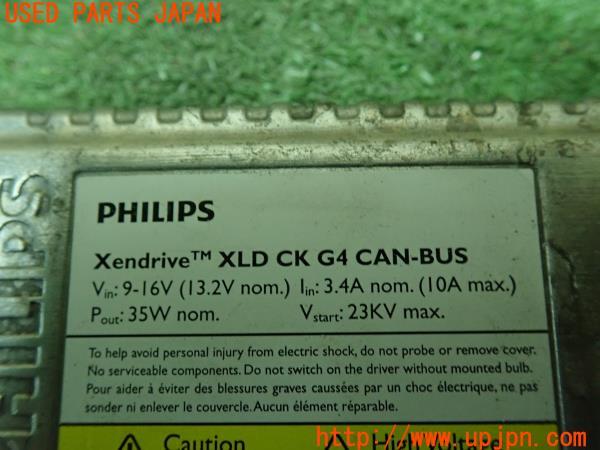 USED PARTS JAPAN
PHILIPS
PHILIPS
Xendrive™ XLD CK G4 CAN-BUS
Vin: 9-16V (13.2V nom.) Iin: 3.4A nom. (10A max.)
Pout: 35W nom. Vstart: 23KV max.
To help avoid personal injury from electric shock, do not probe or remove cover.
No serviceable components. Do not switch on the driver without mounted bulb.
Pour aider à éviter des blessures graves causées par un choc électrique, ne pas
sonder ni enlever le couvercle. Aucun élément réparable.
Caution High Voltage
http://www.upjpn.com